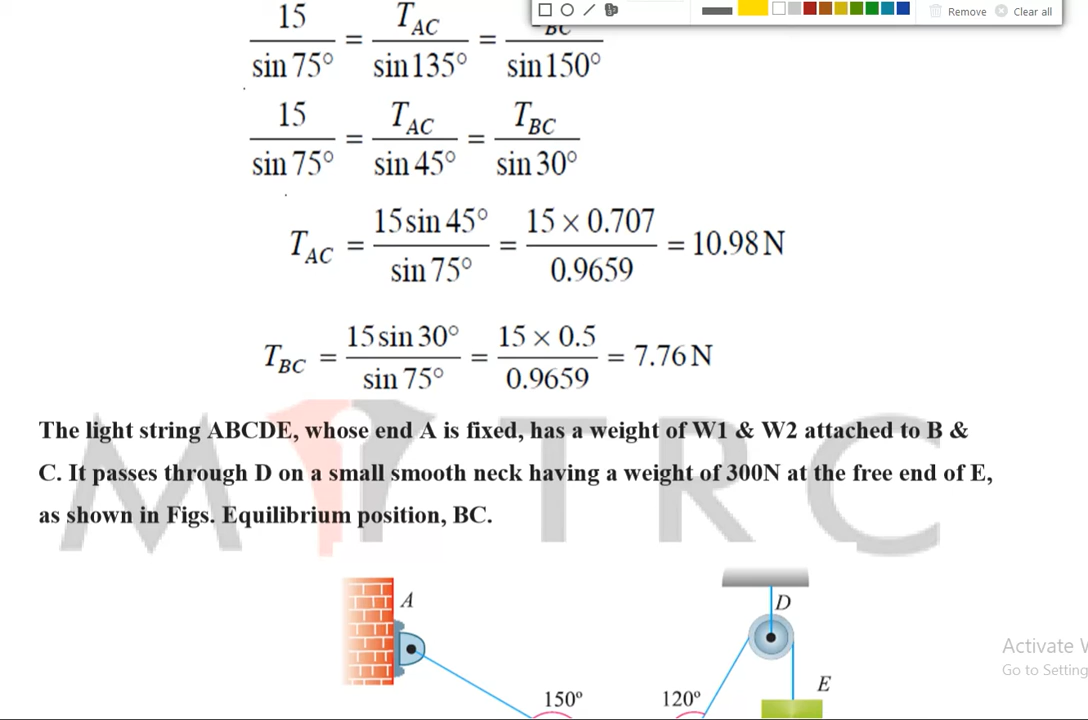 Remove Clear all
15 / sin 75° = T_AC / sin135° = BC / sin150°
15 / sin 75° = T_AC / sin 45° = T_BC / sin 30°
T_AC = 15 sin 45° / sin 75° = 15 × 0.707 / 0.9659 = 10.98 N
T_BC = 15 sin 30° / sin 75° = 15 × 0.5 / 0.9659 = 7.76 N
The light string ABCDE, whose end A is fixed, has a weight of W1 & W2 attached to B &
C. It passes through D on a small smooth neck having a weight of 300N at the free end of E,
as shown in Figs. Equilibrium position, BC.
MiTRC
A
D
Activate
Go to Setting
E
150°
120°